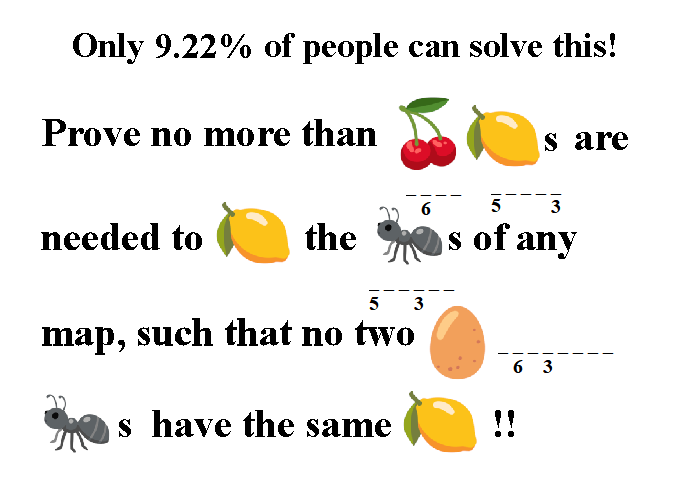 Only 9.22% of people can solve this!
Prove no more than 🍒 🍋 s are
_ _ _ _ _ _ _ _ _
6 5 3
needed to 🍋 the 🐜 s of any
_ _ _ _ _ _
5 3
map, such that no two 🥚 _ _ _ _ _ _ _ _
6 3
🐜 s have the same 🍋 !!